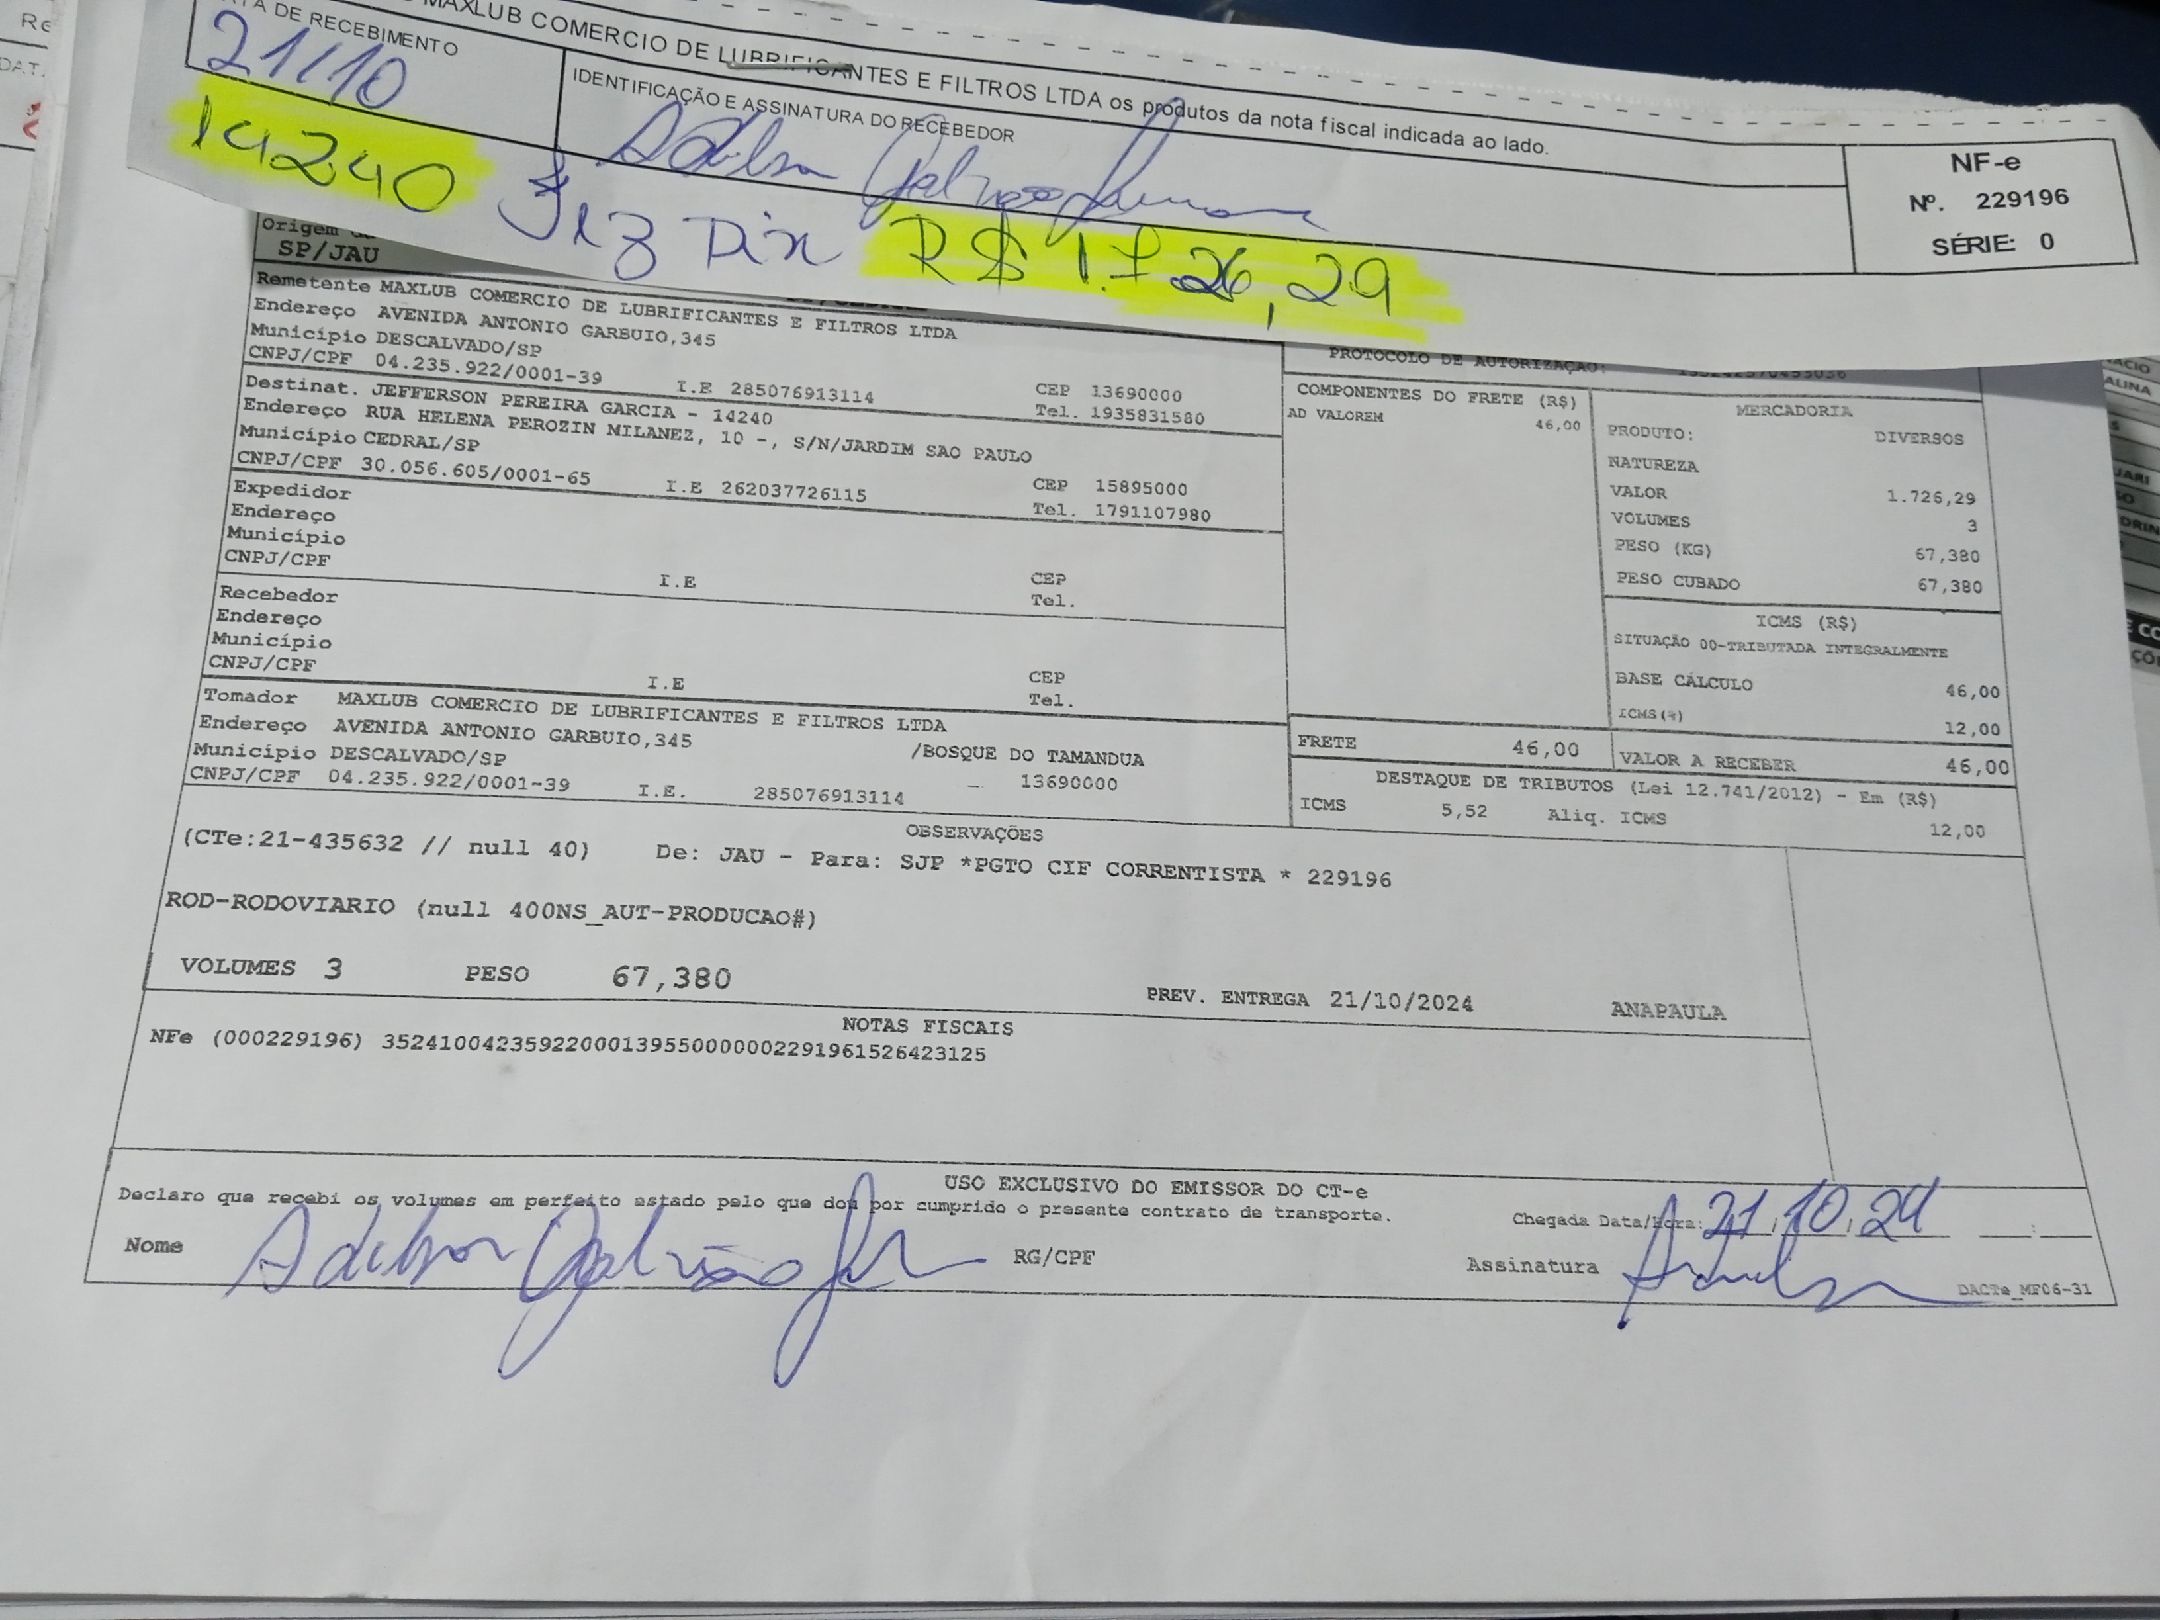 MAXLUB COMERCIO DE LUBRIFICANTES E FILTROS LTDA os produtos da nota fiscal indicada ao lado.
DE RECEBIMENTO
21/10
IDENTIFICAÇÃO E ASSINATURA DO RECEBEDOR
NF-e
Nº. 229196
SÉRIE: 0
14240 Fez Pix R$ 1.726,29
Origem
SP/JAU
Remetente MAXLUB COMERCIO DE LUBRIFICANTES E FILTROS LTDA
Endereço AVENIDA ANTONIO GARBUIO,345
Município DESCALVADO/SP CEP 13690000
CNPJ/CPF 04.235.922/0001-39 I.E 285076913114 Tel. 1935831580
Destinat. JEFFERSON PEREIRA GARCIA - 14240
Endereço RUA HELENA PEROZIN MILANEZ, 10 -, S/N/JARDIM SAO PAULO
Município CEDRAL/SP CEP 15895000
CNPJ/CPF 30.056.605/0001-65 I.E 262037726115 Tel. 1791107980
Expedidor
Endereço
Município CEP
CNPJ/CPF I.E Tel.
Recebedor
Endereço
Município CEP
CNPJ/CPF I.E Tel.
Tomador MAXLUB COMERCIO DE LUBRIFICANTES E FILTROS LTDA
Endereço AVENIDA ANTONIO GARBUIO,345 /BOSQUE DO TAMANDUA
Município DESCALVADO/SP 13690000
CNPJ/CPF 04.235.922/0001-39 I.E. 285076913114
PROTOCOLO DE AUTORIZAÇÃO:
COMPONENTES DO FRETE (R$)
AD VALOREM 46,00
MERCADORIA
PRODUTO: DIVERSOS
NATUREZA
VALOR 1.726,29
VOLUMES 3
PESO (KG) 67,380
PESO CUBADO 67,380
ICMS (R$)
SITUAÇÃO 00-TRIBUTADA INTEGRALMENTE
BASE CÁLCULO 46,00
ICMS(%) 12,00
FRETE 46,00 VALOR A RECEBER 46,00
DESTAQUE DE TRIBUTOS (Lei 12.741/2012) - Em (R$)
ICMS 5,52 Aliq. ICMS 12,00
OBSERVAÇÕES
(CTe:21-435632 // null 40) De: JAU - Para: SJP *PGTO CIF CORRENTISTA * 229196
ROD-RODOVIARIO (null 400NS_AUT-PRODUCAO#)
VOLUMES 3 PESO 67,380 PREV. ENTREGA 21/10/2024 ANAPAULA
NOTAS FISCAIS
NFe (000229196) 35241004235922000139550000002291961526423125
USO EXCLUSIVO DO EMISSOR DO CT-e
Declaro que recebi os volumes em perfeito estado pelo que dou por cumprido o presente contrato de transporte.
Chegada Data/Hora: 21/10/24
Nome RG/CPF Assinatura
DACTe_MF06-31